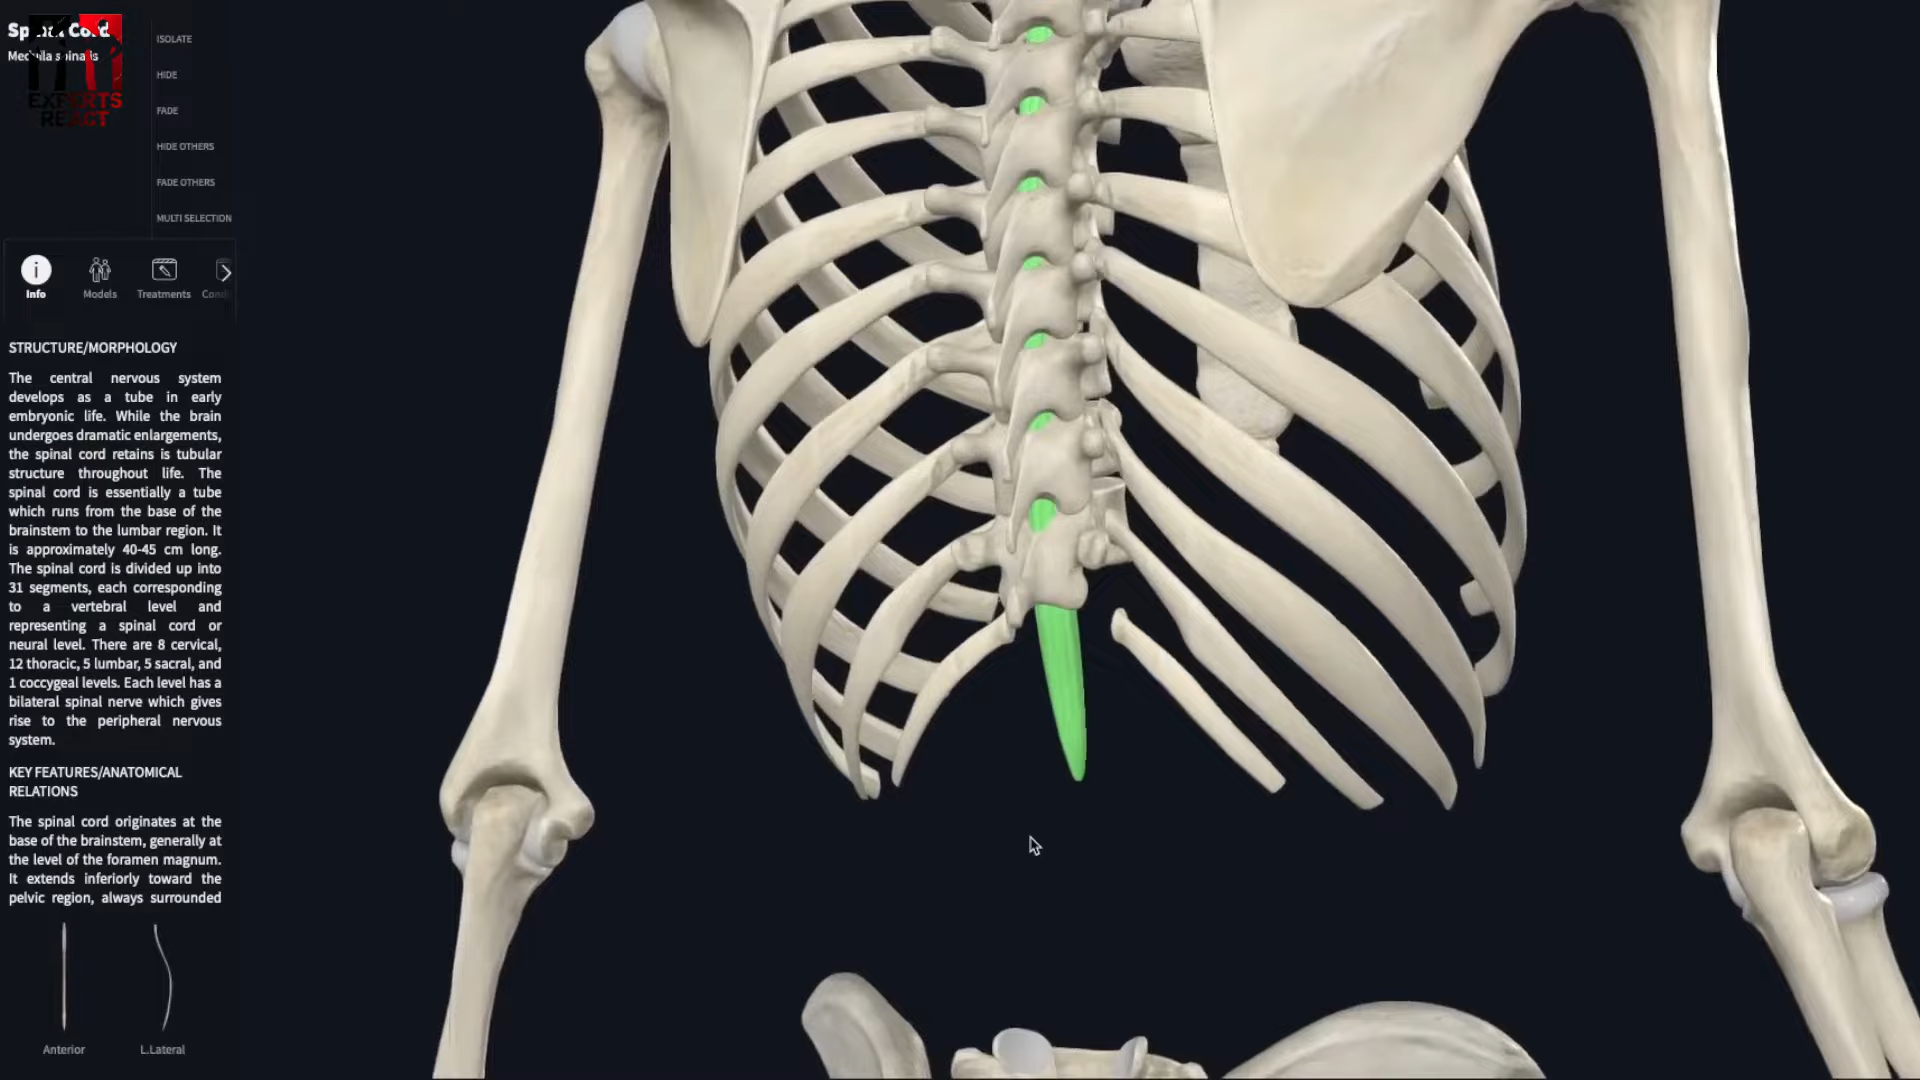 Spinal Cord
Medulla spinalis
EXPERTS
REACT
ISOLATE
HIDE
FADE
HIDE OTHERS
FADE OTHERS
MULTI SELECTION
Info
Models
Treatments
STRUCTURE/MORPHOLOGY
The central nervous system
develops as a tube in early
embryonic life. While the brain
undergoes dramatic enlargements,
the spinal cord retains is tubular
structure throughout life. The
spinal cord is essentially a tube
which runs from the base of the
brainstem to the lumbar region. It
is approximately 40-45 cm long.
The spinal cord is divided up into
31 segments, each corresponding
to a vertebral level and
representing a spinal cord or
neural level. There are 8 cervical,
12 thoracic, 5 lumbar, 5 sacral, and
1 coccygeal levels. Each level has a
bilateral spinal nerve which gives
rise to the peripheral nervous
system.
KEY FEATURES/ANATOMICAL
RELATIONS
The spinal cord originates at the
base of the brainstem, generally at
the level of the foramen magnum.
It extends inferiorly toward the
pelvic region, always surrounded
Anterior
L.Lateral